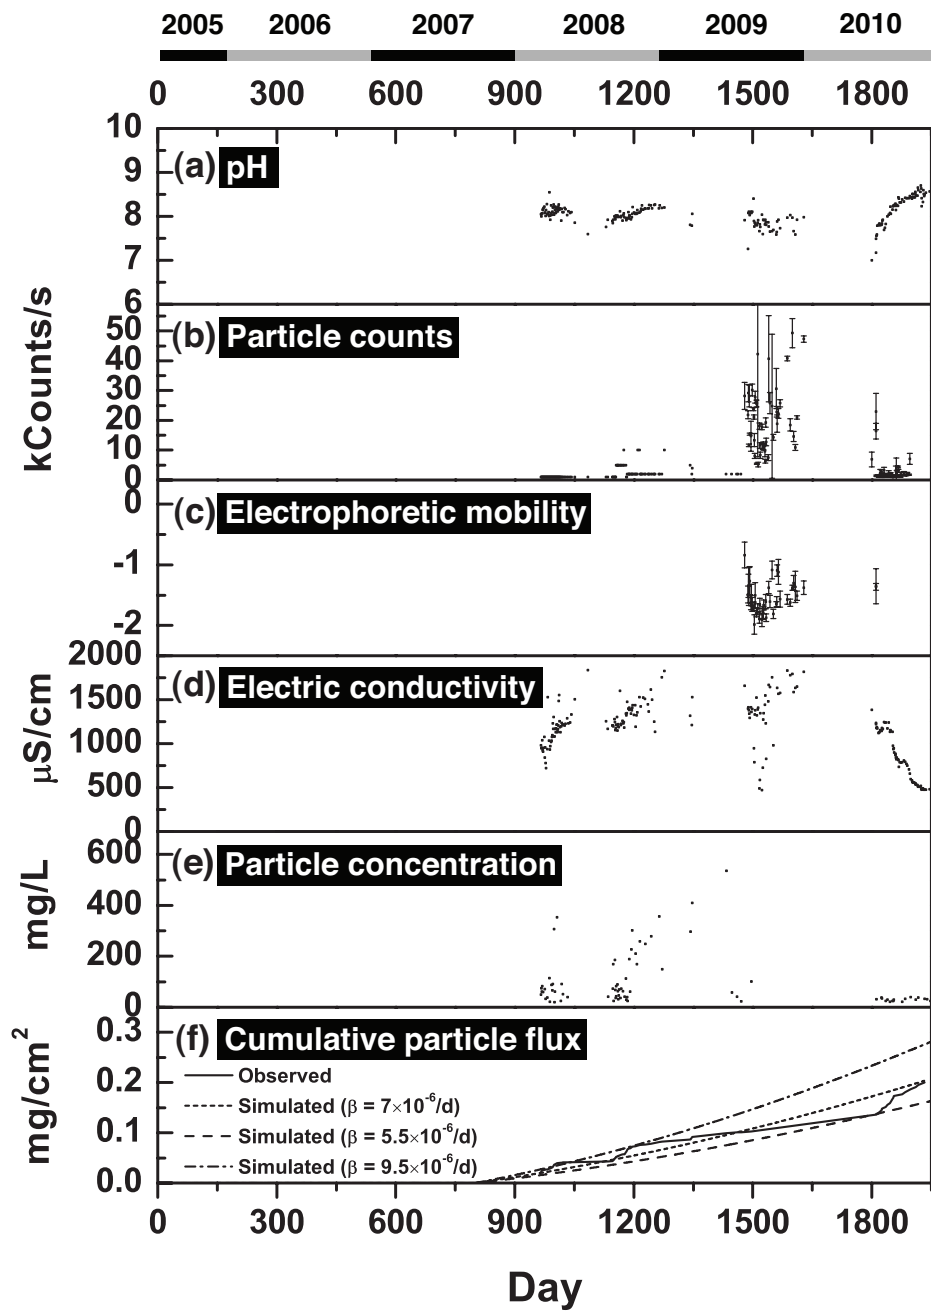 2005 2006 2007 2008 2009 2010
0 300 600 900 1200 1500 1800
10
9
8
7
6
(a) pH
kCounts/s
50
40
30
20
10
0
(b) Particle counts
0
-1
-2
(c) Electrophoretic mobility
μS/cm
2000
1500
1000
500
0
(d) Electric conductivity
mg/L
600
400
200
0
(e) Particle concentration
mg/cm²
0.3
0.2
0.1
0.0
(f) Cumulative particle flux
Observed
Simulated (β = 7×10⁻⁶/d)
Simulated (β = 5.5×10⁻⁶/d)
Simulated (β = 9.5×10⁻⁶/d)
0 300 600 900 1200 1500 1800
Day